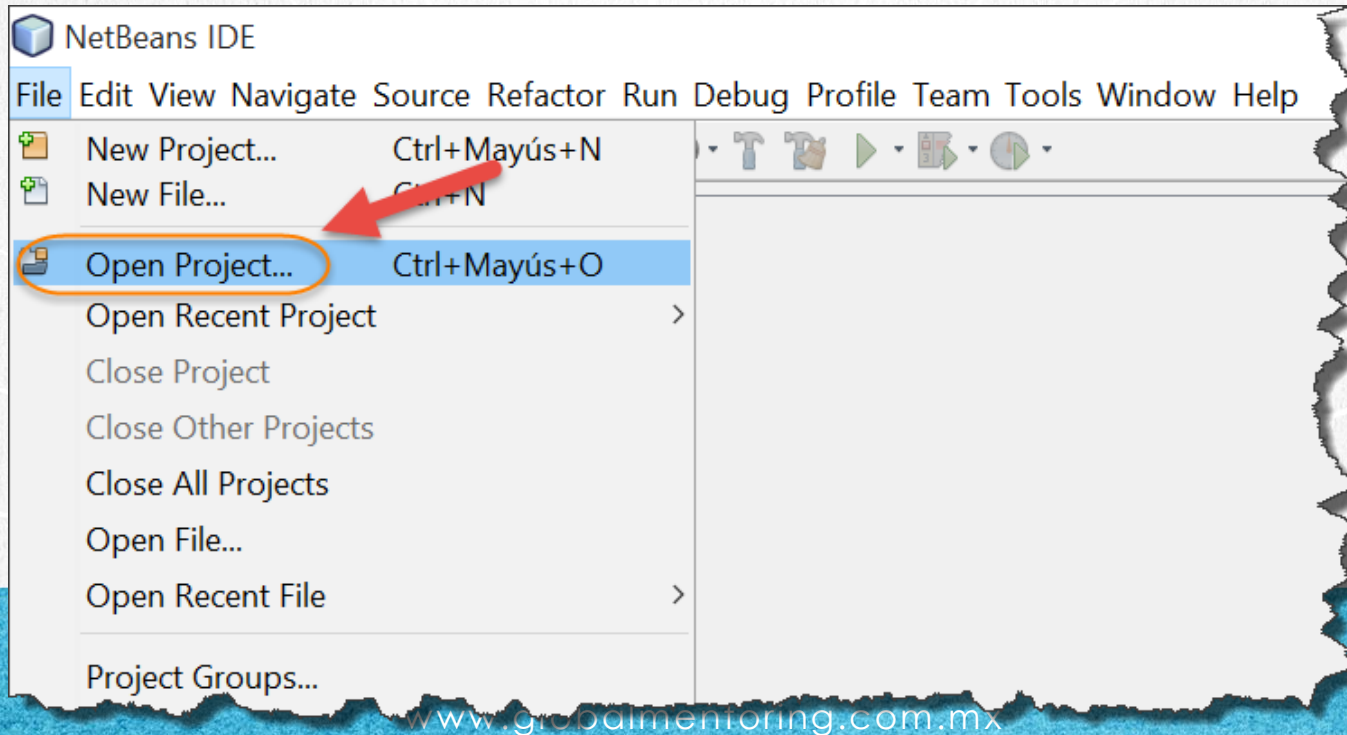 NetBeans IDE
File Edit View Navigate Source Refactor Run Debug Profile Team Tools Window Help
New Project... Ctrl+Mayús+N
New File... Ctrl+N
Open Project... Ctrl+Mayús+O
Open Recent Project
Close Project
Close Other Projects
Close All Projects
Open File...
Open Recent File
Project Groups...
www.globalmentoring.com.mx